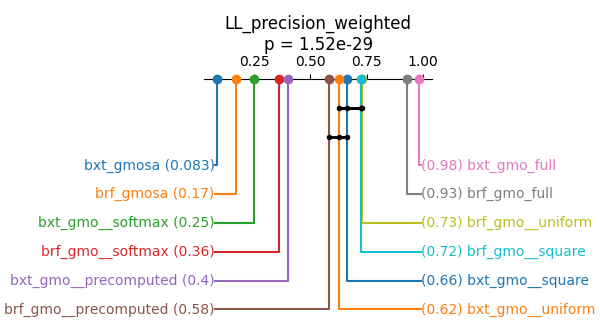 LL_precision_weighted
p = 1.52e-29
0.25 0.50 0.75 1.00
bxt_gmosa (0.083)
(0.98) bxt_gmo_full
brf_gmosa (0.17)
(0.93) brf_gmo_full
bxt_gmo__softmax (0.25)
(0.73) brf_gmo__uniform
brf_gmo__softmax (0.36)
(0.72) brf_gmo__square
bxt_gmo__precomputed (0.4)
(0.66) bxt_gmo__square
brf_gmo__precomputed (0.58)
(0.62) bxt_gmo__uniform